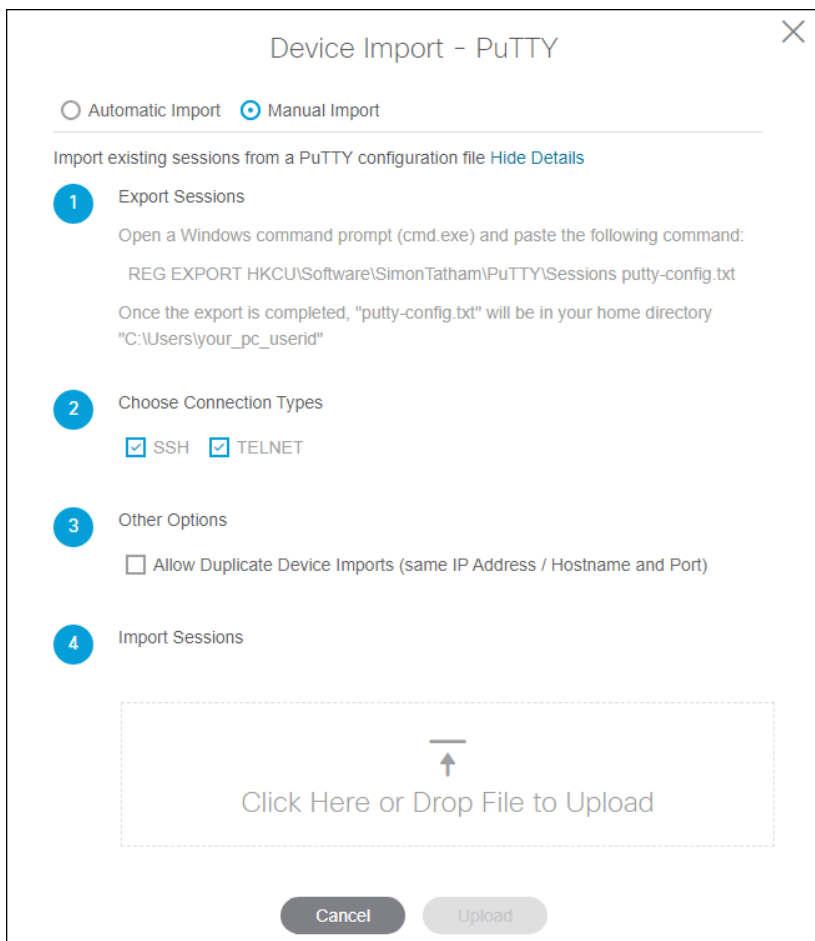 Device Import - PuTTY
Automatic Import Manual Import
Import existing sessions from a PuTTY configuration file Hide Details
1 Export Sessions
Open a Windows command prompt (cmd.exe) and paste the following command:
REG EXPORT HKCU\Software\SimonTatham\PuTTY\Sessions putty-config.txt
Once the export is completed, "putty-config.txt" will be in your home directory
"C:\Users\your_pc_userid"
2 Choose Connection Types
SSH TELNET
3 Other Options
Allow Duplicate Device Imports (same IP Address / Hostname and Port)
4 Import Sessions
Click Here or Drop File to Upload
Cancel Upload